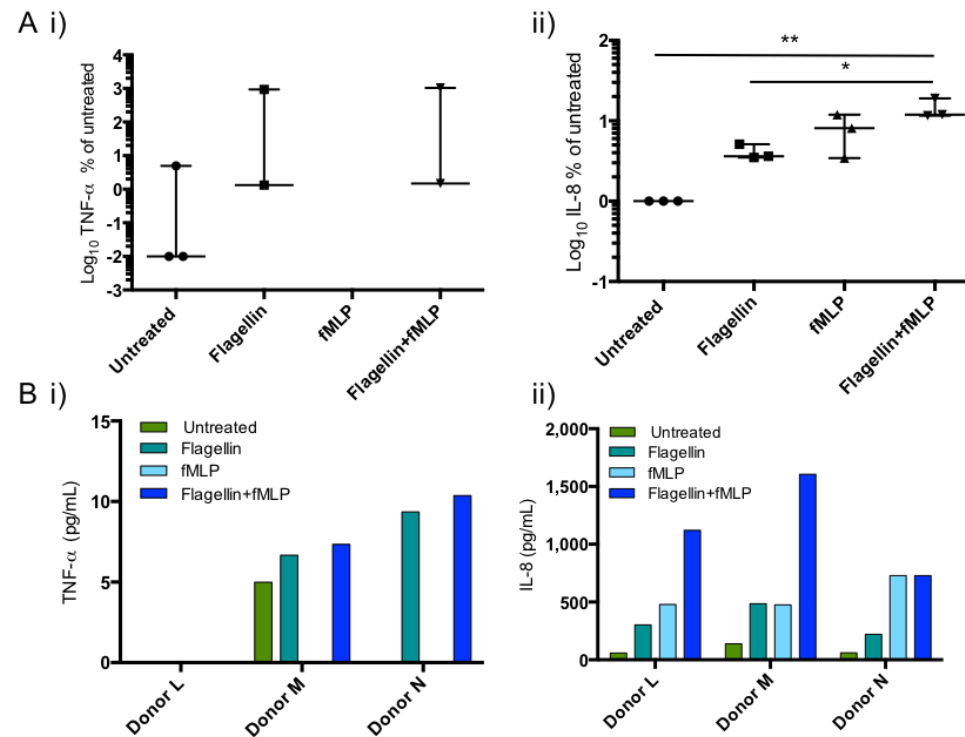 A i)
Log10 TNF-α % of untreated
4
3
2
1
0
-1
-2
-3
Untreated
Flagellin
fMLP
Flagellin+fMLP
ii)
Log10 IL-8 % of untreated
2
1
0
-1
**
*
Untreated
Flagellin
fMLP
Flagellin+fMLP
B i)
TNF-α (pg/mL)
15
10
5
0
Untreated
Flagellin
fMLP
Flagellin+fMLP
Donor L
Donor M
Donor N
ii)
IL-8 (pg/mL)
2,000
1,500
1,000
500
0
Untreated
Flagellin
fMLP
Flagellin+fMLP
Donor L
Donor M
Donor N